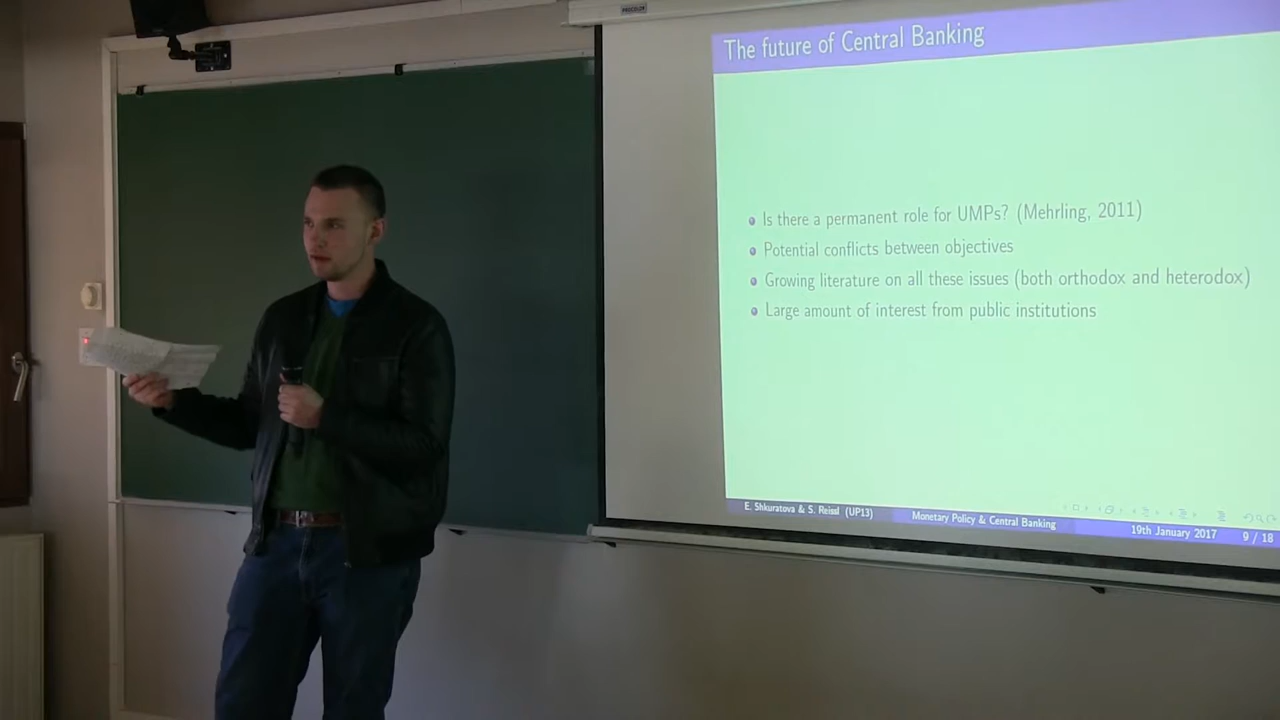 PROCOLOR
The future of Central Banking
Is there a permanent role for UMPs? (Mehrling, 2011)
Potential conflicts between objectives
Growing literature on all these issues (both orthodox and heterodox)
Large amount of interest from public institutions
E. Shkuratova & S. Reissl (UP13) Monetary Policy & Central Banking 19th January 2017 9 / 18